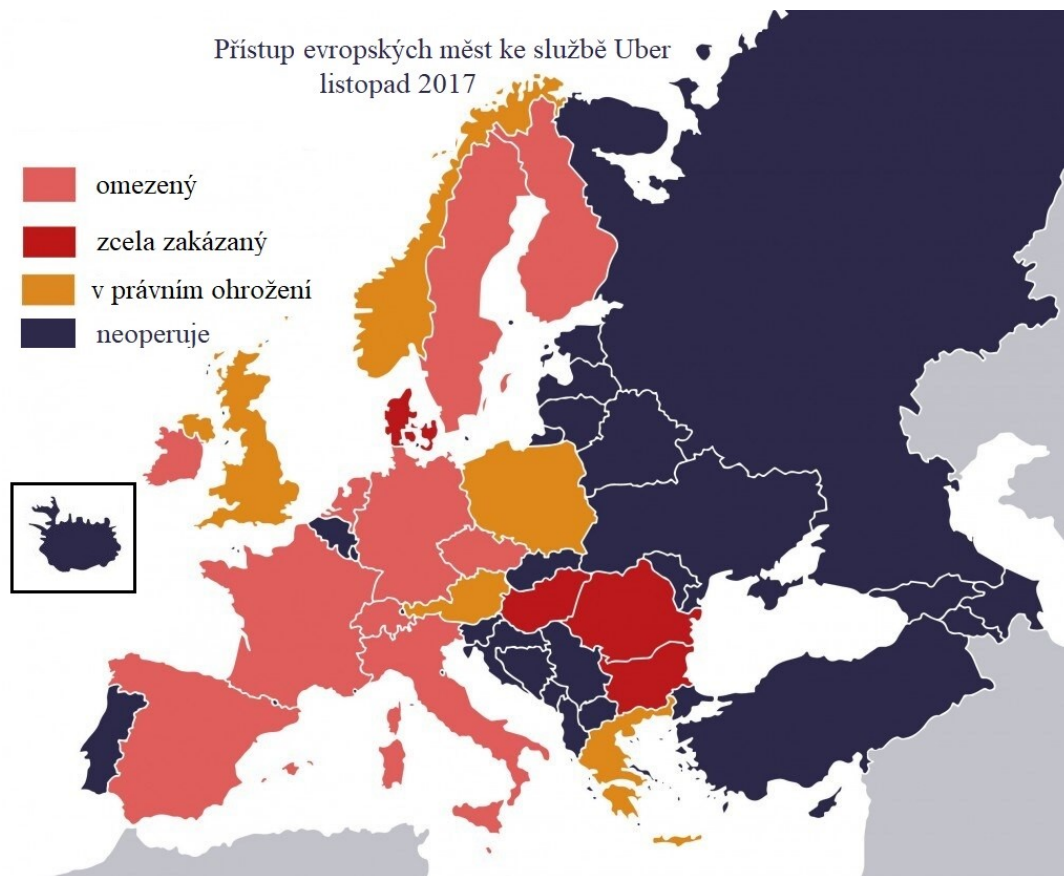 Přístup evropských měst ke službě Uber
listopad 2017
omezený
zcela zakázaný
v právním ohrožení
neoperuje